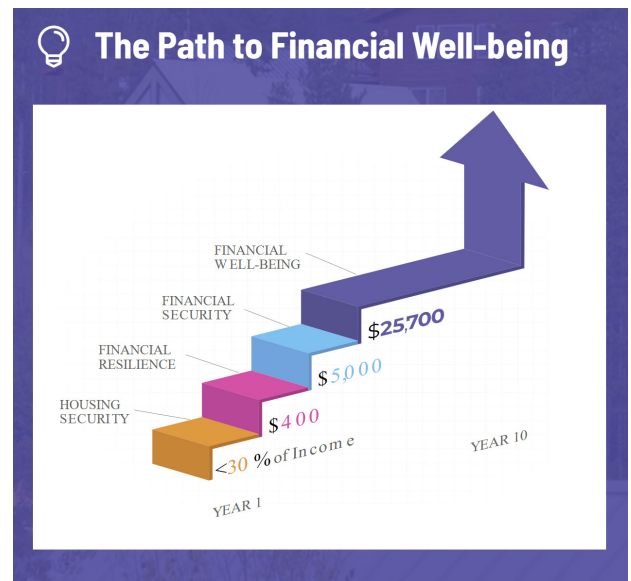 The Path to Financial Well-being
FINANCIAL
WELL-BEING
$25,700
FINANCIAL
SECURITY
$5,000
FINANCIAL
RESILIENCE
$400
HOUSING
SECURITY
<30 % of Income
YEAR 1
YEAR 10